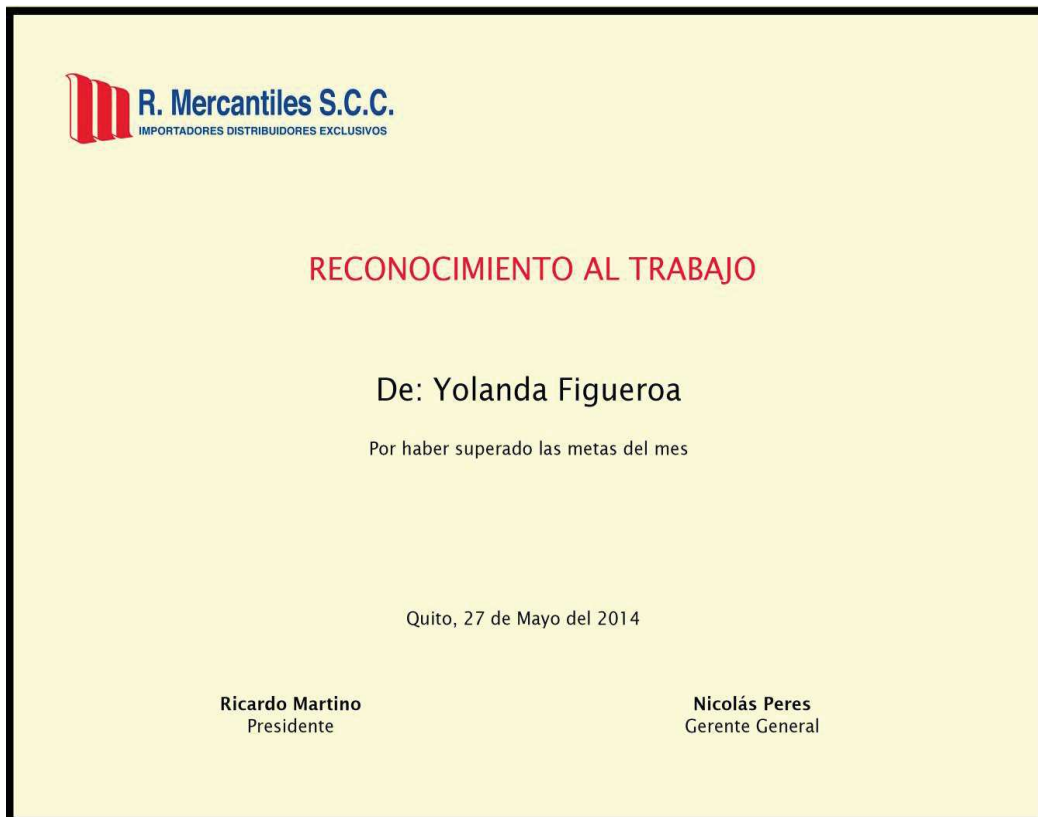 R. Mercantiles S.C.C.
IMPORTADORES DISTRIBUIDORES EXCLUSIVOS
RECONOCIMIENTO AL TRABAJO
De: Yolanda Figueroa
Por haber superado las metas del mes
Quito, 27 de Mayo del 2014
Ricardo Martino
Presidente
Nicolás Peres
Gerente General